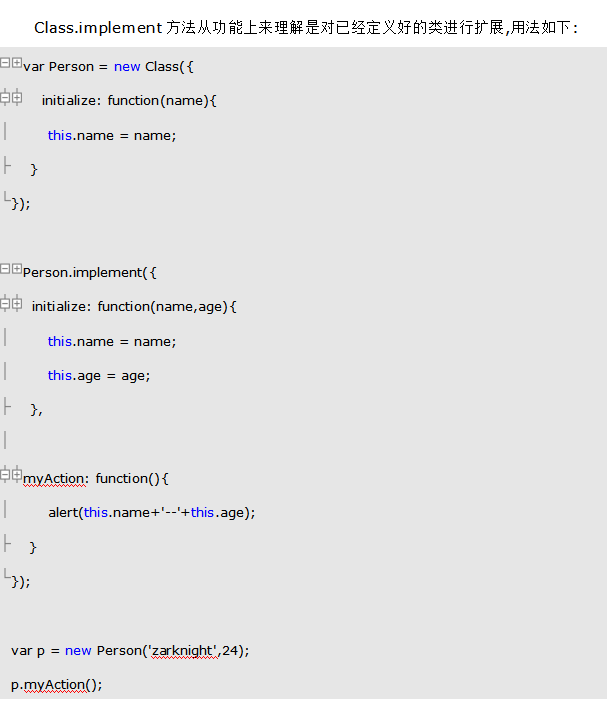 Class.implement 方法从功能上来理解是对已经定义好的类进行扩展,用法如下:
var Person = new Class({
initialize: function(name){
this.name = name;
}
});
Person.implement({
initialize: function(name,age){
this.name = name;
this.age = age;
},
myAction: function(){
alert(this.name+'--'+this.age);
}
});
var p = new Person('zarknight',24);
p.myAction();